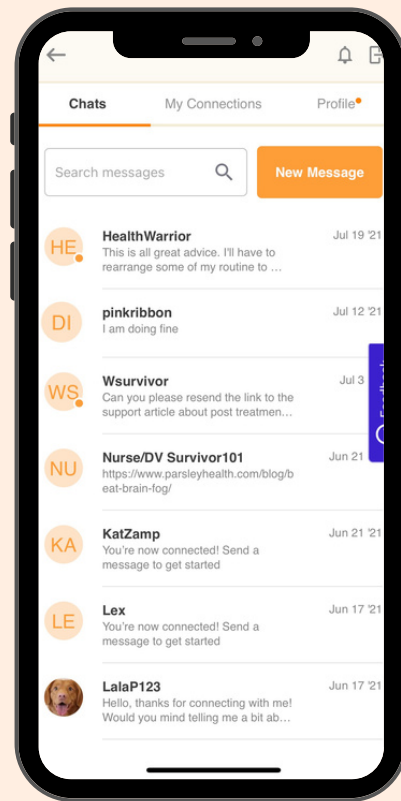 Chats My Connections Profile
Search messages New Message
HE HealthWarrior Jul 19 '21
This is all great advice. I'll have to
rearrange some of my routine to ...
DI pinkribbon Jul 12 '21
I am doing fine
WS Wsurvivor Jul 3
Can you please resend the link to the
support article about post treatmen...
Feedback
NU Nurse/DV Survivor101 Jun 21
https://www.parsleyhealth.com/blog/b
eat-brain-fog/
KA KatZamp Jun 21 '21
You're now connected! Send a
message to get started
LE Lex Jun 17 '21
You're now connected! Send a
message to get started
LalaP123 Jun 17 '21
Hello, thanks for connecting with me!
Would you mind telling me a bit ab...